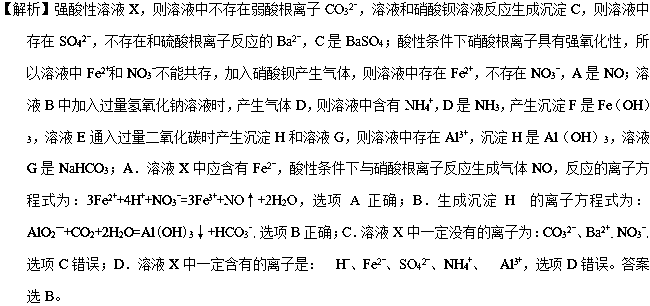 【解析】强酸性溶液 X，则溶液中不存在弱酸根离子 CO₃²⁻，溶液和硝酸钡溶液反应生成沉淀 C，则溶液中
存在 SO₄²⁻，不存在和硫酸根离子反应的 Ba²⁺，C 是 BaSO₄；酸性条件下硝酸根离子具有强氧化性，所
以溶液中 Fe²⁺和 NO₃⁻不能共存，加入硝酸钡产生气体，则溶液中存在 Fe²⁺，不存在 NO₃⁻，A 是 NO；溶
液 B 中加入过量氢氧化钠溶液时，产生气体 D，则溶液中含有 NH₄⁺，D 是 NH₃，产生沉淀 F 是 Fe（OH）
₃，溶液 E 通入过量二氧化碳时产生沉淀 H 和溶液 G，则溶液中存在 Al³⁺，沉淀 H 是 Al（OH）₃，溶液
G 是 NaHCO₃；A．溶液 X 中应含有 Fe²⁻，酸性条件下与硝酸根离子反应生成气体 NO，反应的离子方
程式为：3Fe²⁺+4H⁺+NO₃⁻=3Fe³⁺+NO↑+2H₂O，选项 A 正确；B．生成沉淀 H 的离子方程式为：
AlO₂⁻+CO₂+2H₂O=Al(OH)₃↓+HCO₃⁻. 选项 B 正确；C．溶液 X 中一定没有的离子为：CO₃²⁻、Ba²⁺. NO₃⁻.
选项 C 错误；D．溶液 X 中一定含有的离子是： H⁻、Fe²⁻、SO₄²⁻、NH₄⁺、 Al³⁺，选项 D 错误。答案
选 B。